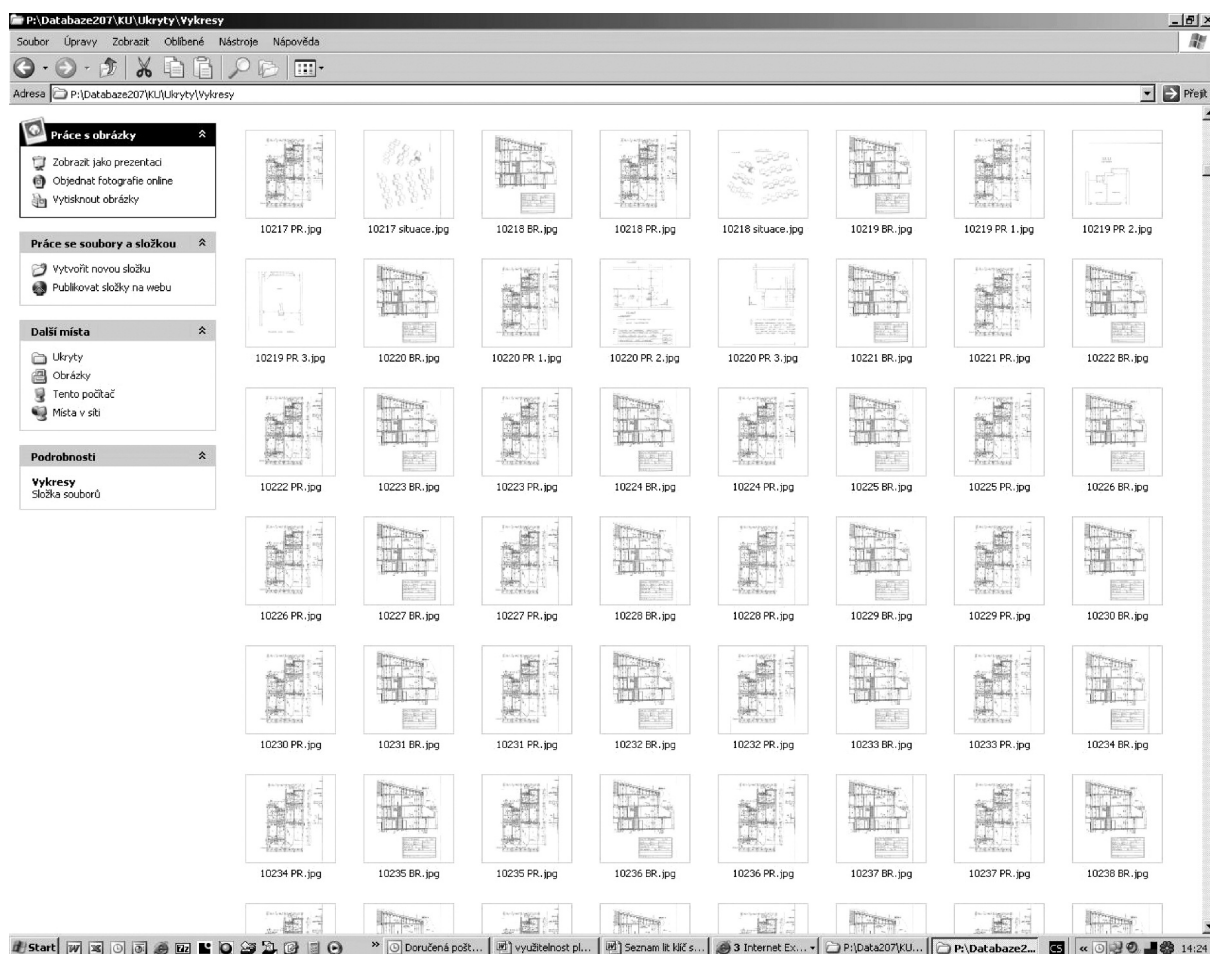 P:\Databaze207\KU\Ukryty\Vykresy
Soubor Úpravy Zobrazit Oblíbené Nástroje Nápověda
Adresa P:\Databaze207\KU\Ukryty\Vykresy Přejít
Práce s obrázky
Zobrazit jako prezentaci
Objednat fotografie online
Vytisknout obrázky
Práce se soubory a složkou
Vytvořit novou složku
Publikovat složky na webu
Další místa
Ukryty
Obrázky
Tento počítač
Místa v síti
Podrobnosti
Vykresy
Složka souborů
10217 PR.jpg 10217 situace.jpg 10218 BR.jpg 10218 PR.jpg 10218 situace.jpg 10219 BR.jpg 10219 PR 1.jpg 10219 PR 2.jpg
10219 PR 3.jpg 10220 BR.jpg 10220 PR 1.jpg 10220 PR 2.jpg 10220 PR 3.jpg 10221 BR.jpg 10221 PR.jpg 10222 BR.jpg
10222 PR.jpg 10223 BR.jpg 10223 PR.jpg 10224 BR.jpg 10224 PR.jpg 10225 BR.jpg 10225 PR.jpg 10226 BR.jpg
10226 PR.jpg 10227 BR.jpg 10227 PR.jpg 10228 BR.jpg 10228 PR.jpg 10229 BR.jpg 10229 PR.jpg 10230 BR.jpg
10230 PR.jpg 10231 BR.jpg 10231 PR.jpg 10232 BR.jpg 10232 PR.jpg 10233 BR.jpg 10233 PR.jpg 10234 BR.jpg
10234 PR.jpg 10235 BR.jpg 10235 PR.jpg 10236 BR.jpg 10236 PR.jpg 10237 BR.jpg 10237 PR.jpg 10238 BR.jpg
Start Doručená pošt... využitelnost pl... Seznam lit klíč s... 3 Internet Ex... P:\Data207\KU... P:\Databaze2... CS 14:24